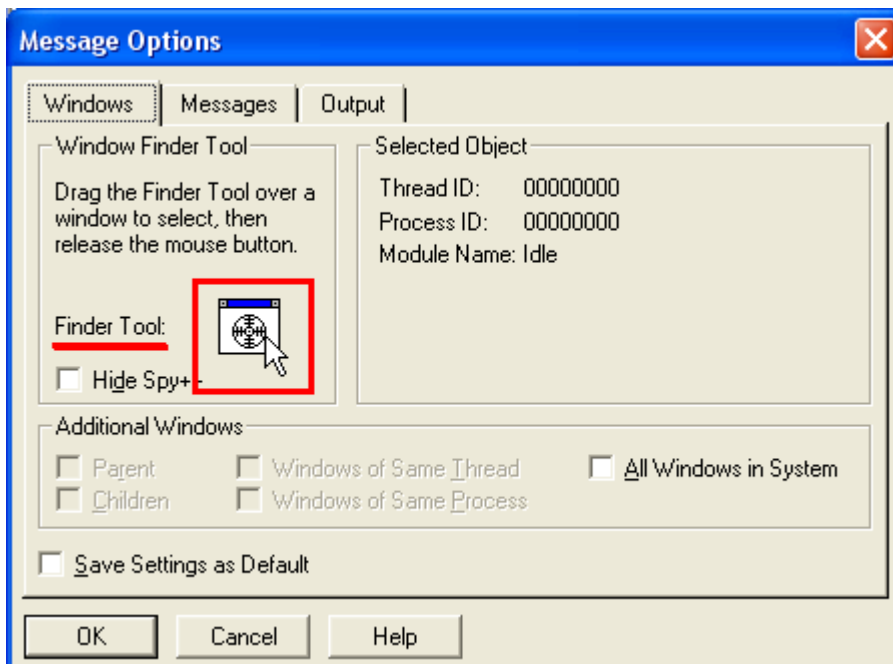 Message Options
Windows Messages Output
Window Finder Tool
Drag the Finder Tool over a
window to select, then
release the mouse button.
Finder Tool:
Hide Spy++
Selected Object
Thread ID: 00000000
Process ID: 00000000
Module Name: Idle
Additional Windows
Parent Windows of Same Thread All Windows in System
Children Windows of Same Process
Save Settings as Default
OK Cancel Help